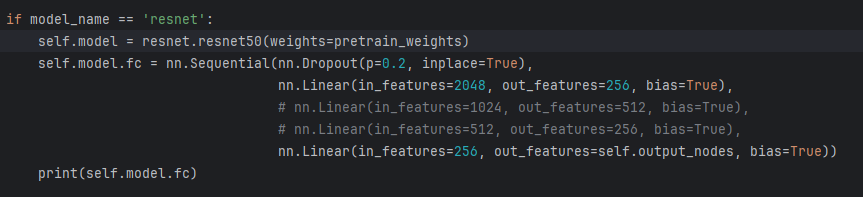 if model_name == 'resnet':
    self.model = resnet.resnet50(weights=pretrain_weights)
    self.model.fc = nn.Sequential(nn.Dropout(p=0.2, inplace=True),
                                  nn.Linear(in_features=2048, out_features=256, bias=True),
                                  # nn.Linear(in_features=1024, out_features=512, bias=True),
                                  # nn.Linear(in_features=512, out_features=256, bias=True),
                                  nn.Linear(in_features=256, out_features=self.output_nodes, bias=True))
    print(self.model.fc)